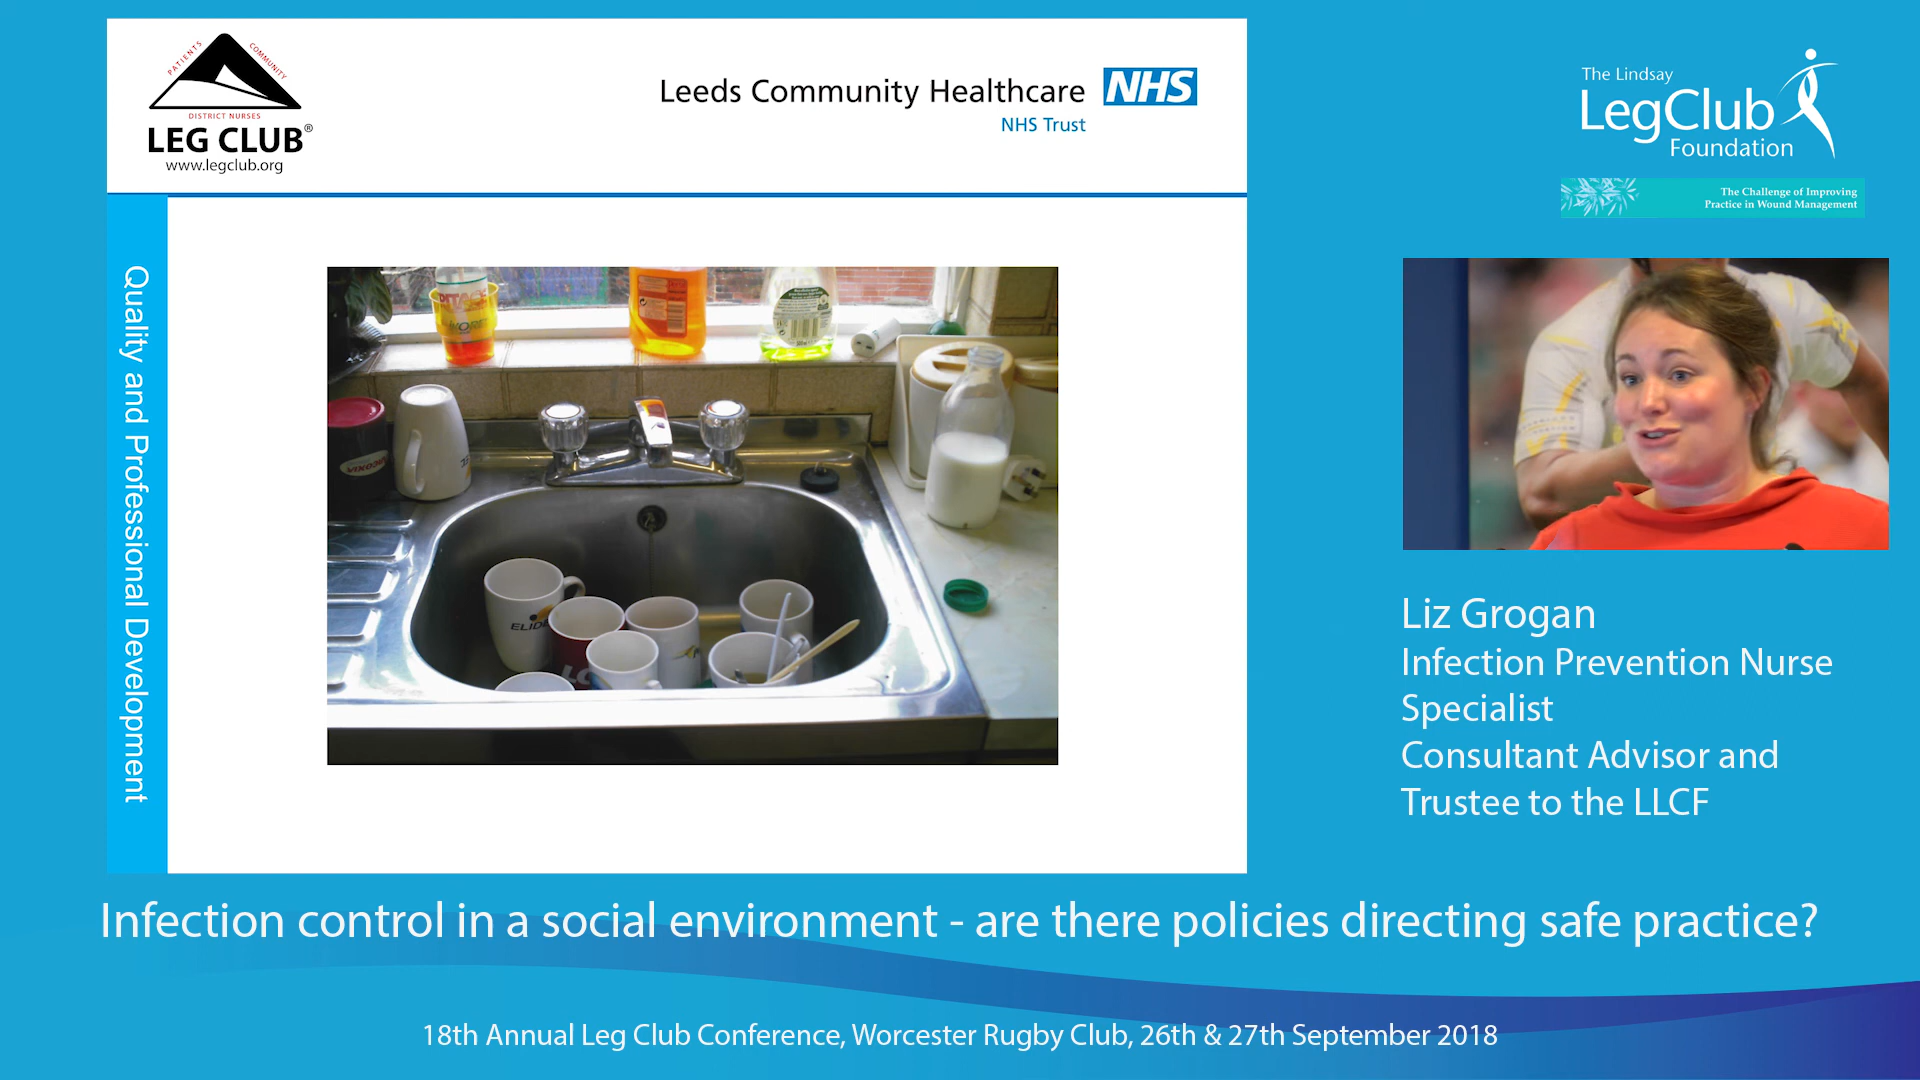 PATIENTS
COMMUNITY
DISTRICT NURSES
LEG CLUB®
www.legclub.org
Leeds Community Healthcare NHS
NHS Trust
Quality and Professional Development
ELIDE
The Lindsay
LegClub
Foundation
The Challenge of Improving
Practice in Wound Management
Liz Grogan
Infection Prevention Nurse
Specialist
Consultant Advisor and
Trustee to the LLCF
Infection control in a social environment - are there policies directing safe practice?
18th Annual Leg Club Conference, Worcester Rugby Club, 26th & 27th September 2018